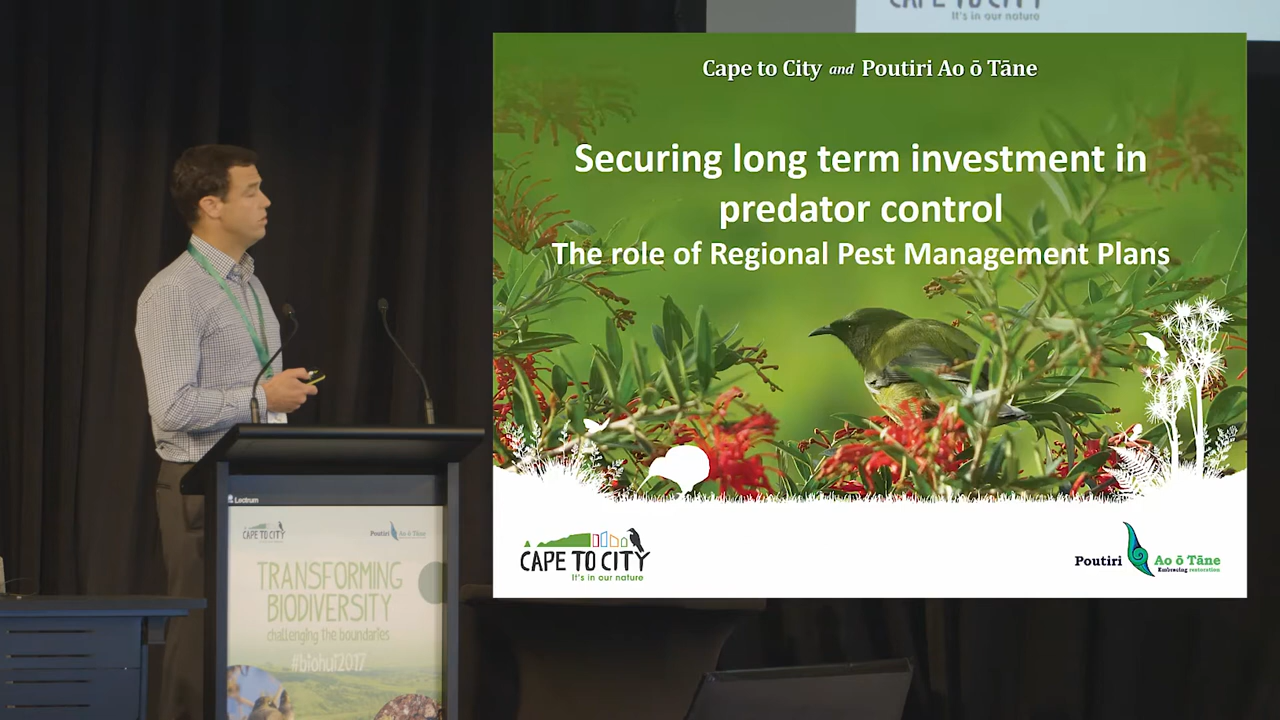 CAPE TO CITY
It's in our nature
Cape to City and Poutiri Ao ō Tāne
Securing long term investment in
predator control
The role of Regional Pest Management Plans
CAPE TO CITY
It's in our nature
Poutiri Ao ō Tāne
Embracing restoration
Lectrum
CAPE TO CITY
Poutiri Ao ō Tāne
TRANSFORMING
BIODIVERSITY
challenging the boundaries
#biohui2017